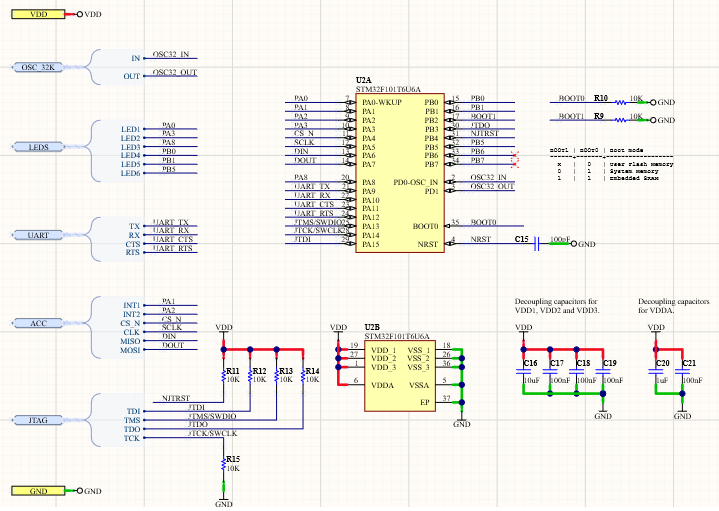 VDD VDD
OSC_32K
IN OSC32_IN
OUT OSC32_OUT
LEDS
LED1 PA0
LED2 PA3
LED3 PA8
LED4 PB0
LED5 PB1
LED6 PB5
UART
TX UART_TX
RX UART_RX
CTS UART_CTS
RTS UART_RTS
ACC
INT1 PA1
INT2 PA2
CS_N CS_N
CLK SCLK
MISO DIN
MOSI DOUT
JTAG
NJTRST
TDI JTDI
TMS JTMS/SWDIO
TDO JTDO
TCK JTCK/SWCLK
GND GND
U2A
STM32F101T6U6A
PA0 7 PA0-WKUP PB0 15 PB0
PA1 8 PA1 PB1 16 PB1
PA2 9 PA2 PB2 17 BOOT1
PA3 10 PA3 PB3 30 JTDO
CS_N 11 PA4 PB4 31 NJTRST
SCLK 12 PA5 PB5 32 PB5
DIN 13 PA6 PB6 33 PB6
DOUT 14 PA7 PB7 34 PB7
PA8 20 PA8 PD0-OSC_IN 2 OSC32_IN
UART_TX 21 PA9 PD1 3 OSC32_OUT
UART_RX 22 PA10
UART_CTS 23 PA11
UART_RTS 24 PA12
JTMS/SWDIO 25 PA13 BOOT0 35 BOOT0
JTCK/SWCLK 28 PA14
JTDI 29 PA15 NRST 4 NRST C15 100nF GND
BOOT0 R10 10K GND
BOOT1 R9 10K GND
BOOT1 | BOOT0 | Boot mode
x | 0 | User Flash Memory
0 | 1 | System Memory
1 | 1 | Embedded SRAM
VDD
R11 10K
R12 10K
R13 10K
R14 10K
R15 10K
GND
U2B
STM32F101T6U6A
VDD
19 VDD_1 VSS_1 18
27 VDD_2 VSS_2 26
1 VDD_3 VSS_3 36
6 VDDA VSSA 5
EP 37
GND
Decoupling capacitors for
VDD1, VDD2 and VDD3.
VDD
C16 10uF
C17 100nF
C18 100nF
C19 100nF
GND
Decoupling capacitors
for VDDA.
VDD
C20 1uF
C21 100nF
GND